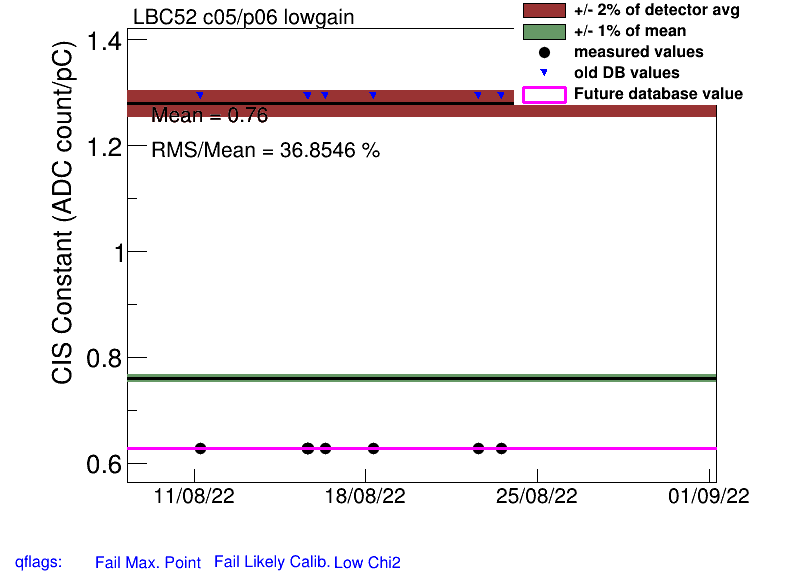 LBC52 c05/p06 lowgain
+/- 2% of detector avg
+/- 1% of mean
measured values
old DB values
Future database value
CIS Constant (ADC count/pC)
1.4
1.2
1
0.8
0.6
Mean = 0.76
RMS/Mean = 36.8546 %
11/08/22 18/08/22 25/08/22 01/09/22
qflags: Fail Max. Point Fail Likely Calib. Low Chi2